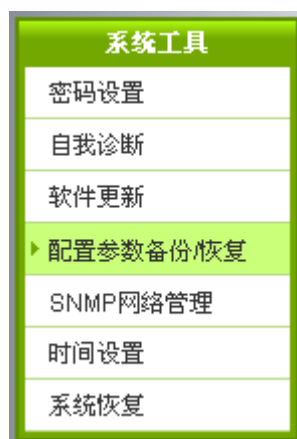 系统工具
密码设置
自我诊断
软件更新
配置参数备份/恢复
SNMP网络管理
时间设置
系统恢复